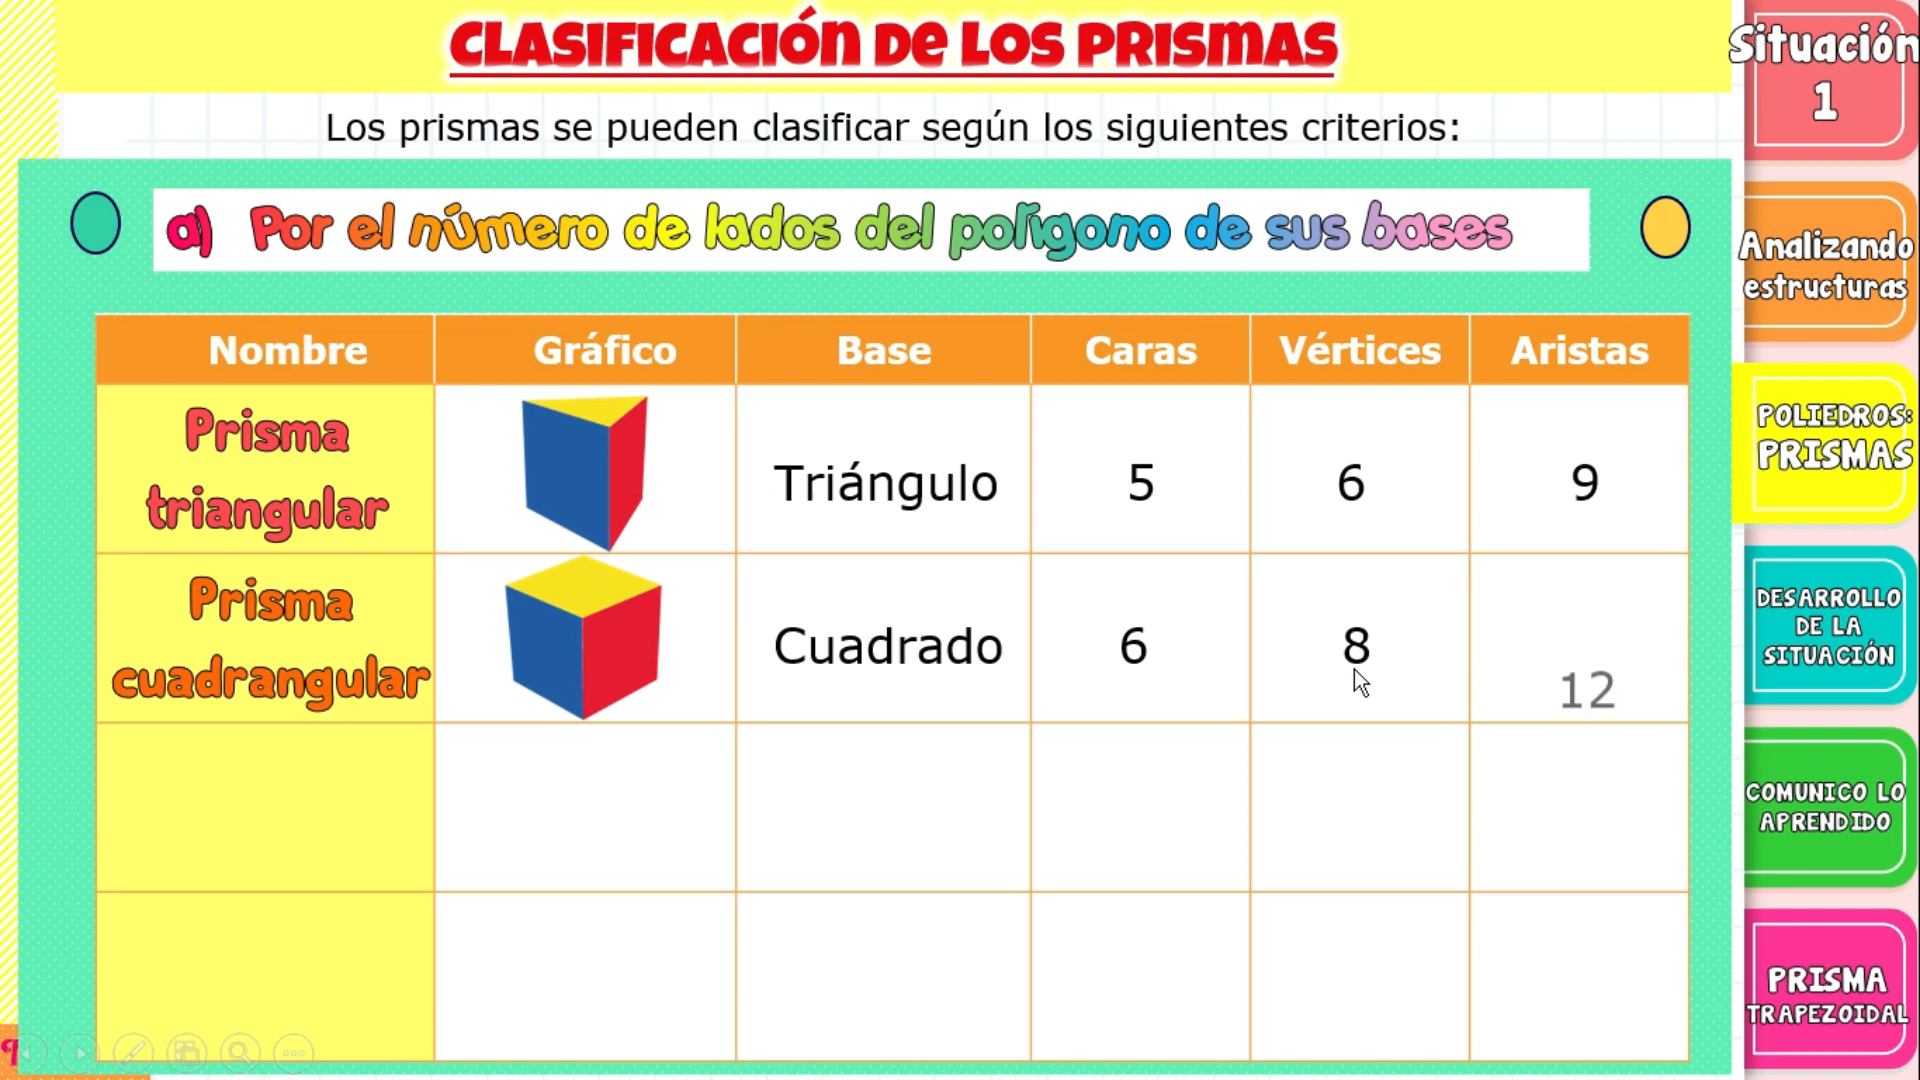 CLASIFICACIÓN DE LOS PRISMAS
Los prismas se pueden clasificar según los siguientes criterios:
a) Por el número de lados del polígono de sus bases
Nombre Gráfico Base Caras Vértices Aristas
Prisma
triangular
Triángulo 5 6 9
Prisma
cuadrangular
Cuadrado 6 8 12
Situación
1
Analizando
estructuras
POLIEDROS:
PRISMAS
DESARROLLO
DE LA
SITUACIÓN
COMUNICO LO
APRENDIDO
PRISMA
TRAPEZOIDAL